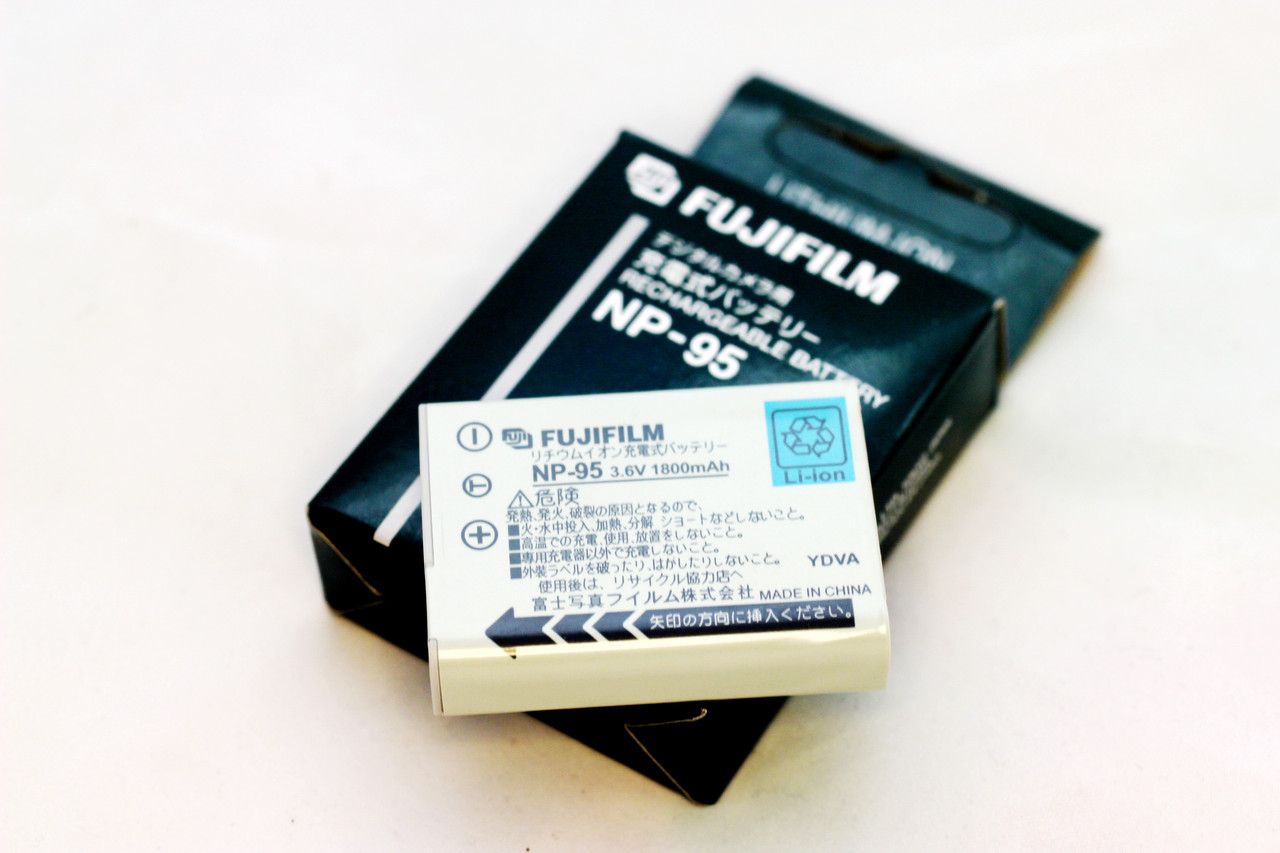 LITHIUM ION
FUJIFILM
デジタルカメラ用
充電式バッテリー
RECHARGEABLE BATTERY
NP-95
FUJIFILM
リチウムイオン充電式バッテリー
NP-95 3.6V 1800mAh
Li-ion
危険
発熱、発火、破裂の原因となるので、
■火・水中投入、加熱、分解 ショートなどしないこと。
■高温での充電、使用、放置をしないこと。
■専用充電器以外で充電しないこと。
■外装ラベルを破ったり、はがしたりしないこと。
使用後は、リサイクル協力店へ
YDVA
富士写真フイルム株式会社 MADE IN CHINA
矢印の方向に挿入ください。